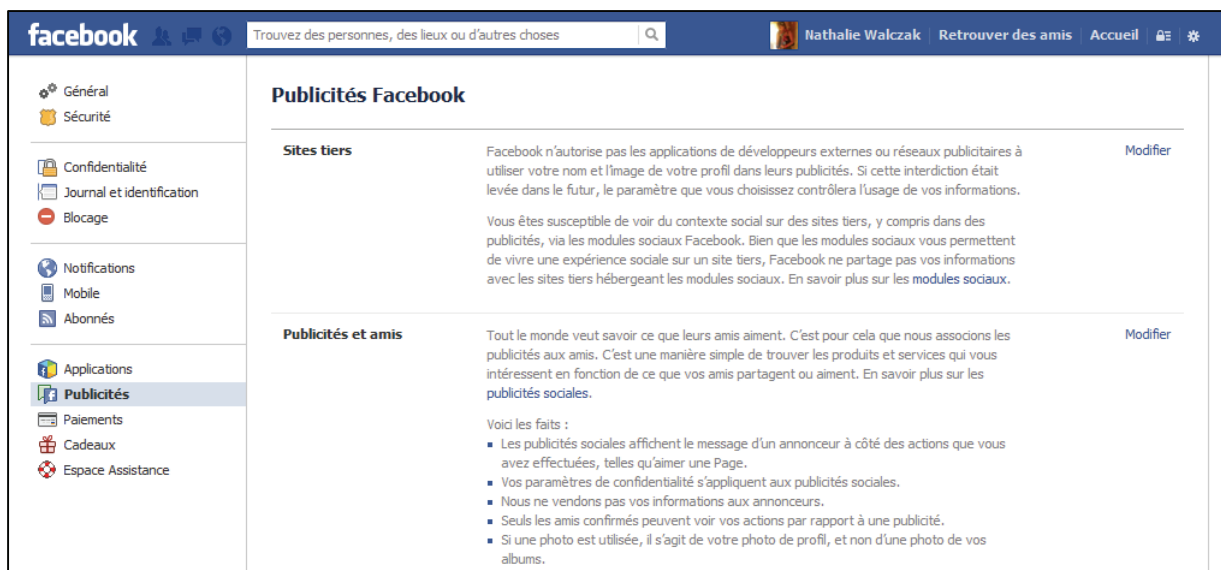 facebook
Trouvez des personnes, des lieux ou d’autres choses
Nathalie Walczak
Retrouver des amis
Accueil
Général
Sécurité
Confidentialité
Journal et identification
Blocage
Notifications
Mobile
Abonnés
Applications
Publicités
Paiements
Cadeaux
Espace Assistance
Publicités Facebook
Sites tiers
Facebook n’autorise pas les applications de développeurs externes ou réseaux publicitaires à
utiliser votre nom et l’image de votre profil dans leurs publicités. Si cette interdiction était
levée dans le futur, le paramètre que vous choisissez contrôlera l’usage de vos informations.
Vous êtes susceptible de voir du contexte social sur des sites tiers, y compris dans des
publicités, via les modules sociaux Facebook. Bien que les modules sociaux vous permettent
de vivre une expérience sociale sur un site tiers, Facebook ne partage pas vos informations
avec les sites tiers hébergeant les modules sociaux. En savoir plus sur les modules sociaux.
Modifier
Publicités et amis
Tout le monde veut savoir ce que leurs amis aiment. C’est pour cela que nous associons les
publicités aux amis. C’est une manière simple de trouver les produits et services qui vous
intéressent en fonction de ce que vos amis partagent ou aiment. En savoir plus sur les
publicités sociales.
Modifier
Voici les faits :
Les publicités sociales affichent le message d’un annonceur à côté des actions que vous
avez effectuées, telles qu’aimer une Page.
Vos paramètres de confidentialité s’appliquent aux publicités sociales.
Nous ne vendons pas vos informations aux annonceurs.
Seuls les amis confirmés peuvent voir vos actions par rapport à une publicité.
Si une photo est utilisée, il s’agit de votre photo de profil, et non d’une photo de vos
albums.